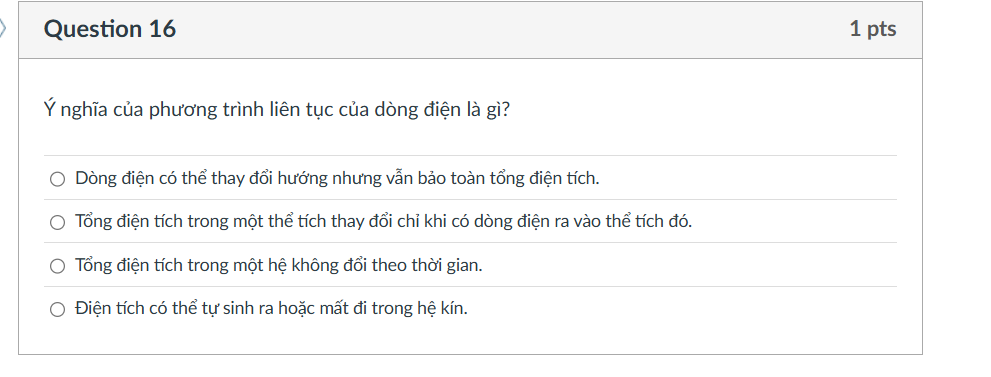 Question 16
1 pts
Ý nghĩa của phương trình liên tục của dòng điện là gì?
Dòng điện có thể thay đổi hướng nhưng vẫn bảo toàn tổng điện tích.
Tổng điện tích trong một thể tích thay đổi chỉ khi có dòng điện ra vào thể tích đó.
Tổng điện tích trong một hệ không đổi theo thời gian.
Điện tích có thể tự sinh ra hoặc mất đi trong hệ kín.